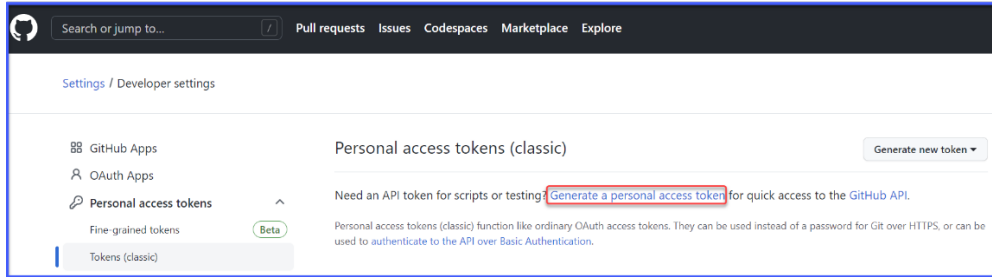 Search or jump to... /
Pull requests Issues Codespaces Marketplace Explore
Settings / Developer settings
GitHub Apps
OAuth Apps
Personal access tokens
Fine-grained tokens Beta
Tokens (classic)
Personal access tokens (classic)
Generate new token
Need an API token for scripts or testing? Generate a personal access token for quick access to the GitHub API.
Personal access tokens (classic) function like ordinary OAuth access tokens. They can be used instead of a password for Git over HTTPS, or can be
used to authenticate to the API over Basic Authentication.